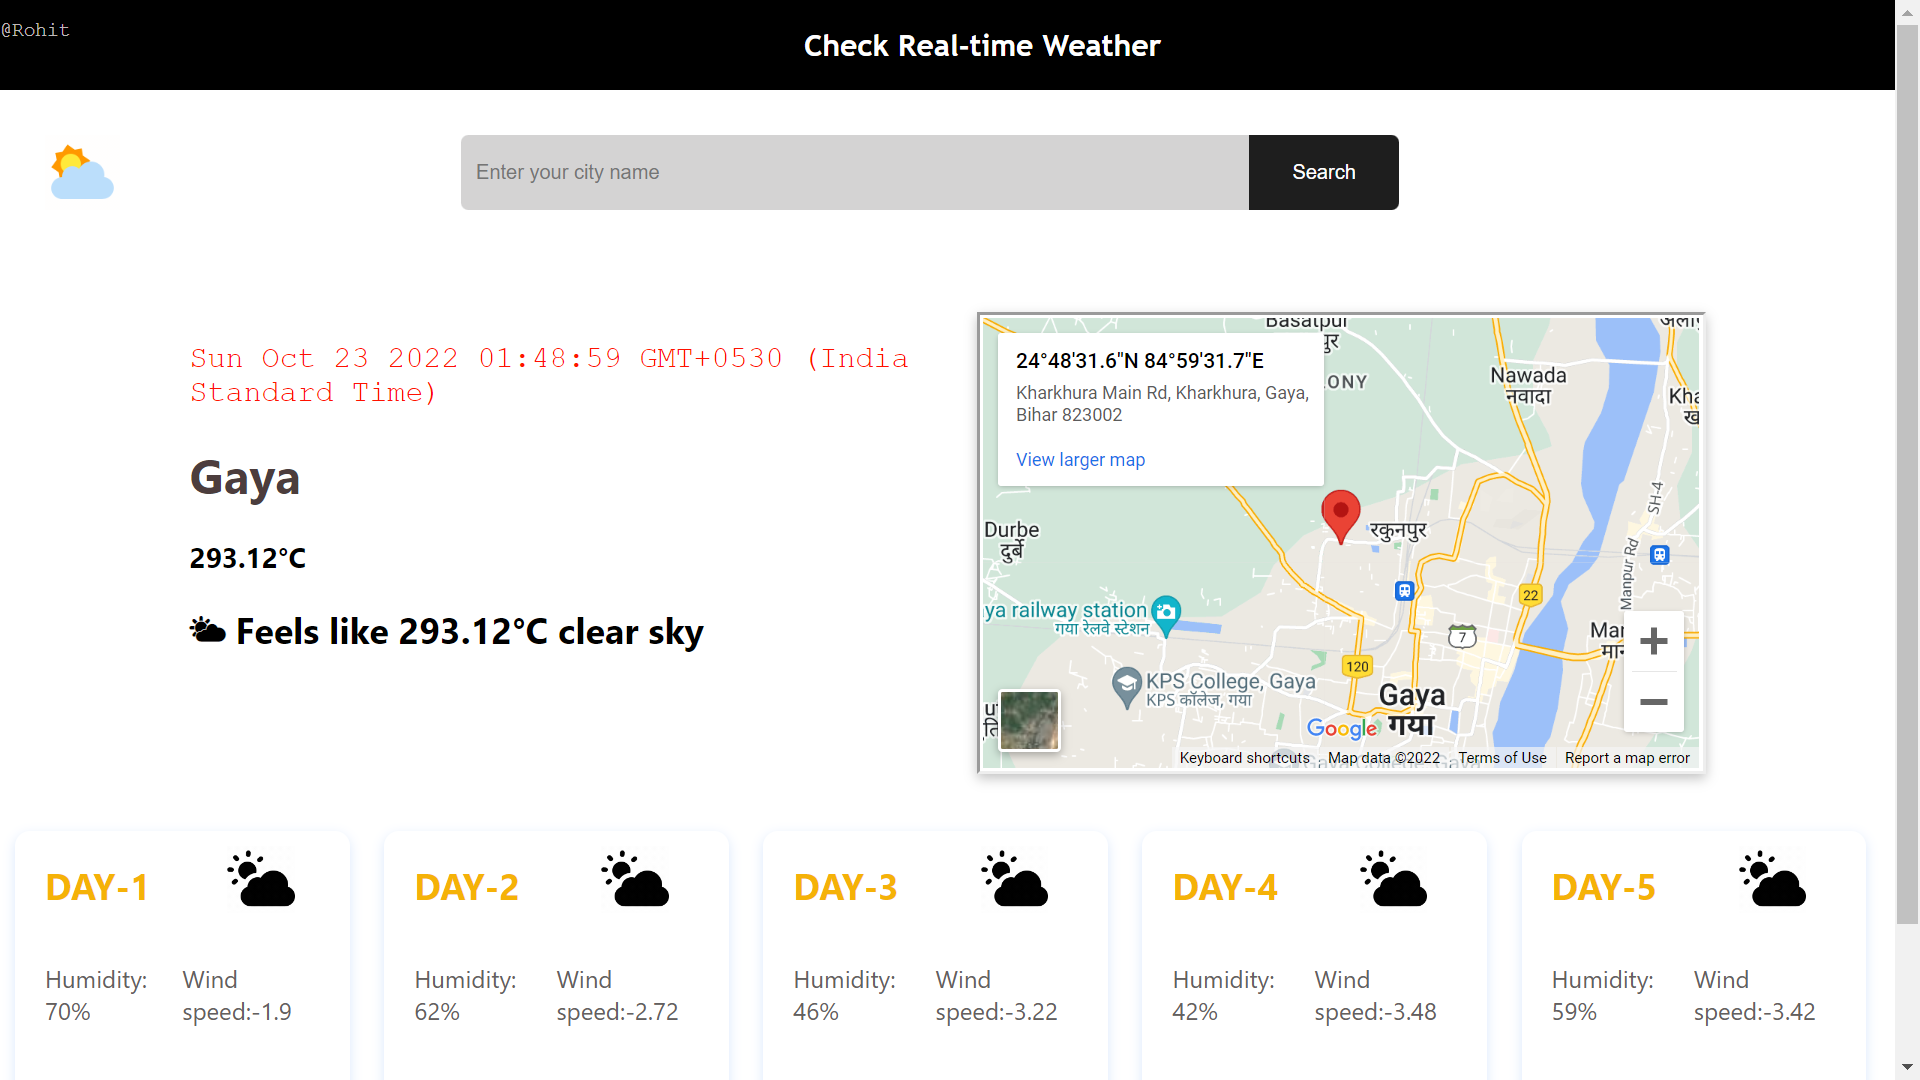 @Rohit
Check Real-time Weather
Enter your city name
Search
Sun Oct 23 2022 01:48:59 GMT+0530 (India
Standard Time)
Gaya
293.12°C
Feels like 293.12°C clear sky
24°48'31.6"N 84°59'31.7"E
Kharkhura Main Rd, Kharkhura, Gaya,
Bihar 823002
View larger map
Basatpur
पुर
ONY
Nawada
नवादा
Kha
SH-4
Durbe
दुर्बे
रकुनपुर
Manpur Rd
22
ya railway station
गया रेलवे स्टेशन
7
Man
मान
120
KPS College, Gaya
KPS कॉलेज, गया
Gaya
गया
Google
Keyboard shortcuts
Map data ©2022
Terms of Use
Report a map error
DAY-1
DAY-2
DAY-3
DAY-4
DAY-5
Humidity:
70%
Wind
speed:-1.9
Humidity:
62%
Wind
speed:-2.72
Humidity:
46%
Wind
speed:-3.22
Humidity:
42%
Wind
speed:-3.48
Humidity:
59%
Wind
speed:-3.42